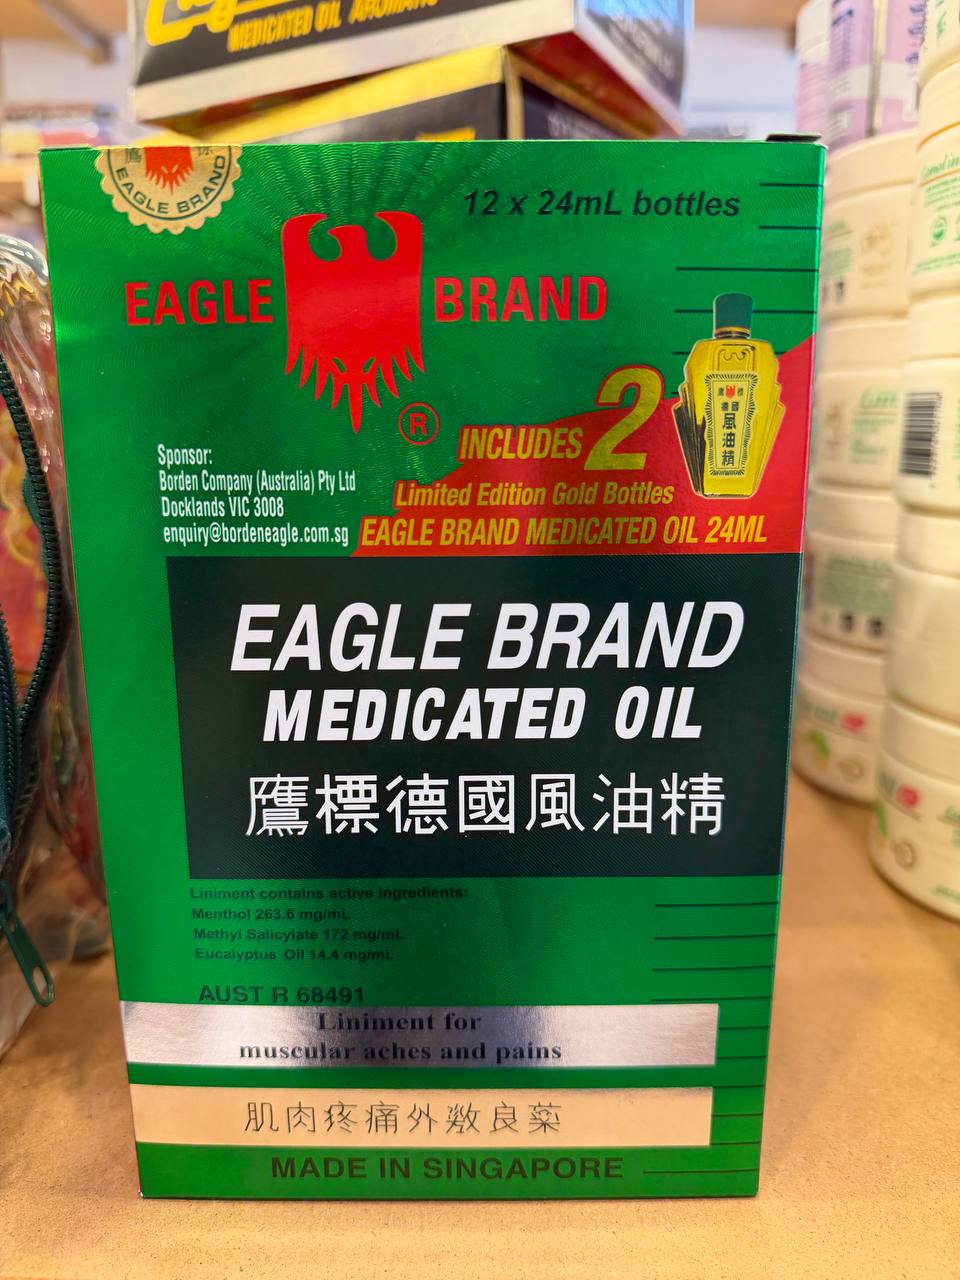 MEDICATED OIL AROMATIC
鷹
EAGLE BRAND
12 x 24mL bottles
EAGLE BRAND
®
INCLUDES 2
Limited Edition Gold Bottles
EAGLE BRAND MEDICATED OIL 24ML
鷹標
德國
風油精
Sponsor:
Borden Company (Australia) Pty Ltd
Docklands VIC 3008
enquiry@bordeneagle.com.sg
EAGLE BRAND
MEDICATED OIL
鷹標德國風油精
Liniment contains active ingredients:
Menthol 263.6 mg/mL
Methyl Salicylate 172 mg/mL
Eucalyptus Oil 14.4 mg/mL
AUST R 68491
Liniment for
muscular aches and pains
肌肉疼痛外敷良藥
MADE IN SINGAPORE